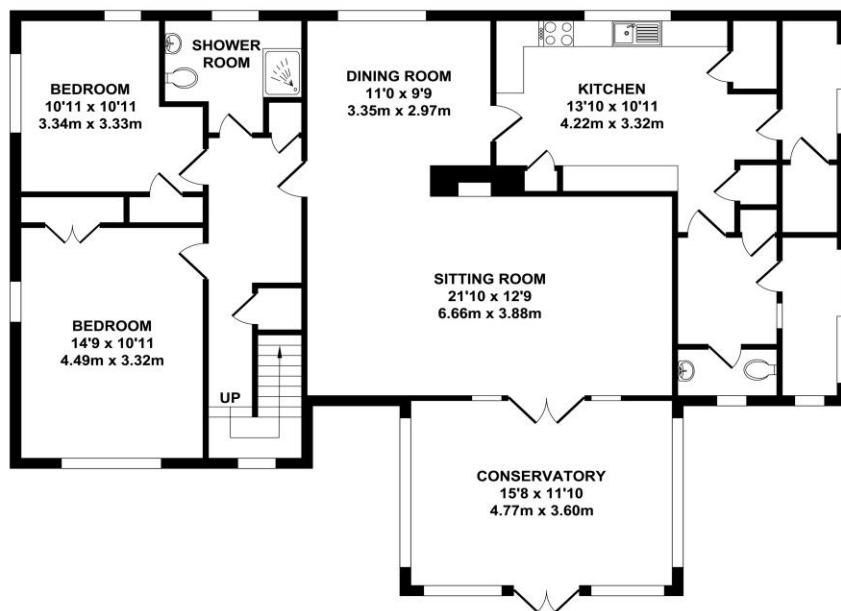 SHOWER
ROOM
BEDROOM
10'11 x 10'11
3.34m x 3.33m
DINING ROOM
11'0 x 9'9
3.35m x 2.97m
KITCHEN
13'10 x 10'11
4.22m x 3.32m
SITTING ROOM
21'10 x 12'9
6.66m x 3.88m
BEDROOM
14'9 x 10'11
4.49m x 3.32m
UP
CONSERVATORY
15'8 x 11'10
4.77m x 3.60m